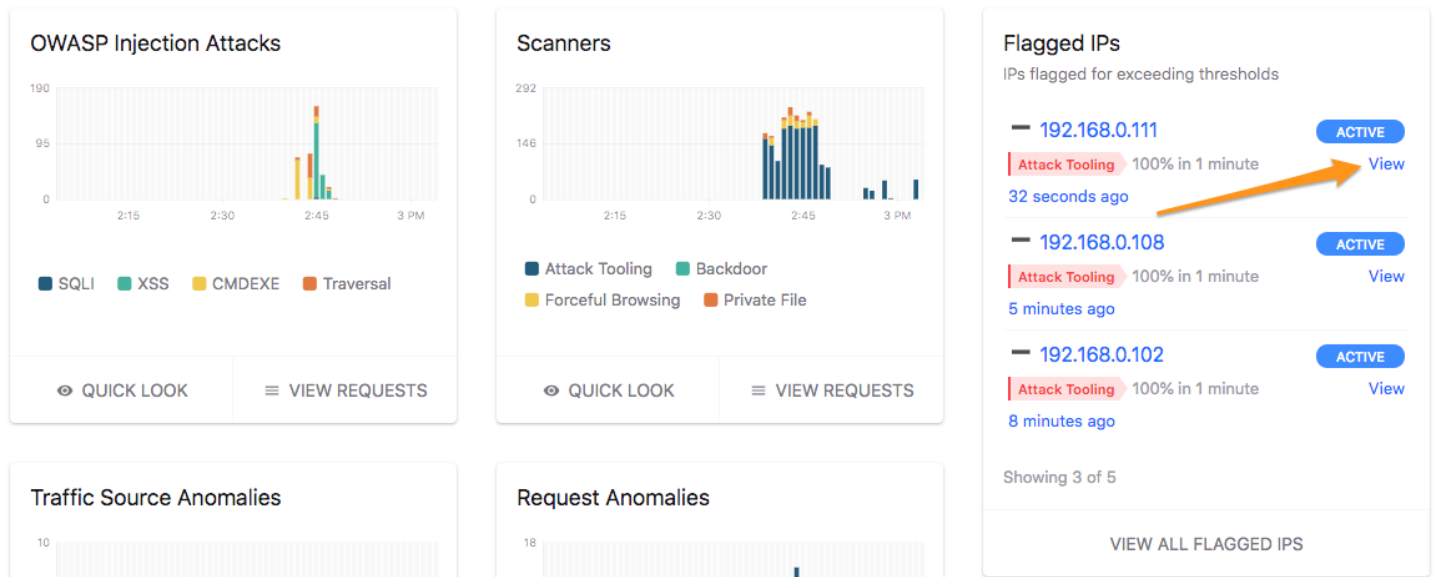 OWASP Injection Attacks
190
95
0
2:15 2:30 2:45 3 PM
SQLI XSS CMDEXE Traversal
QUICK LOOK VIEW REQUESTS
Scanners
292
146
0
2:15 2:30 2:45 3 PM
Attack Tooling Backdoor
Forceful Browsing Private File
QUICK LOOK VIEW REQUESTS
Flagged IPs
IPs flagged for exceeding thresholds
192.168.0.111 ACTIVE
Attack Tooling 100% in 1 minute View
32 seconds ago
192.168.0.108 ACTIVE
Attack Tooling 100% in 1 minute View
5 minutes ago
192.168.0.102 ACTIVE
Attack Tooling 100% in 1 minute View
8 minutes ago
Showing 3 of 5
VIEW ALL FLAGGED IPS
Traffic Source Anomalies
10
Request Anomalies
18